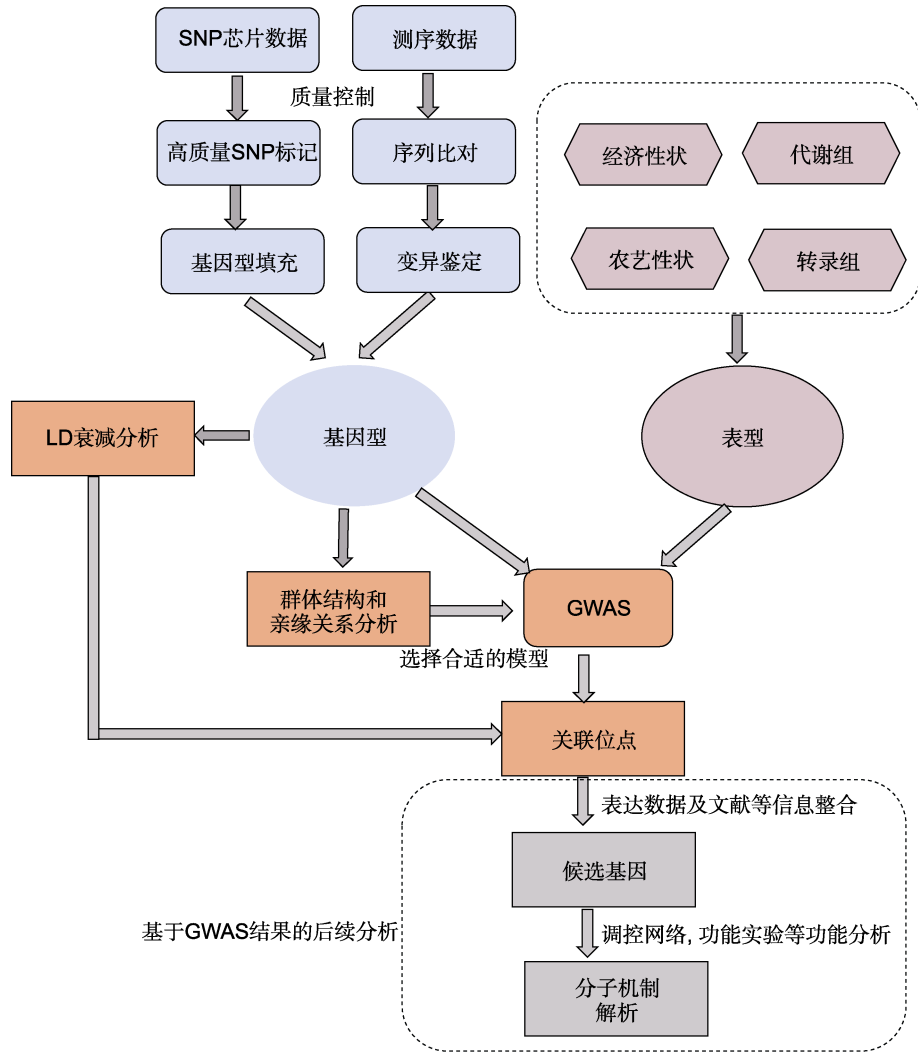 SNP芯片数据
测序数据
质量控制
高质量SNP标记
序列比对
经济性状
代谢组
基因型填充
变异鉴定
农艺性状
转录组
LD衰减分析
基因型
表型
群体结构和
亲缘关系分析
GWAS
选择合适的模型
关联位点
表达数据及文献等信息整合
候选基因
基于GWAS结果的后续分析
调控网络, 功能实验等功能分析
分子机制
解析